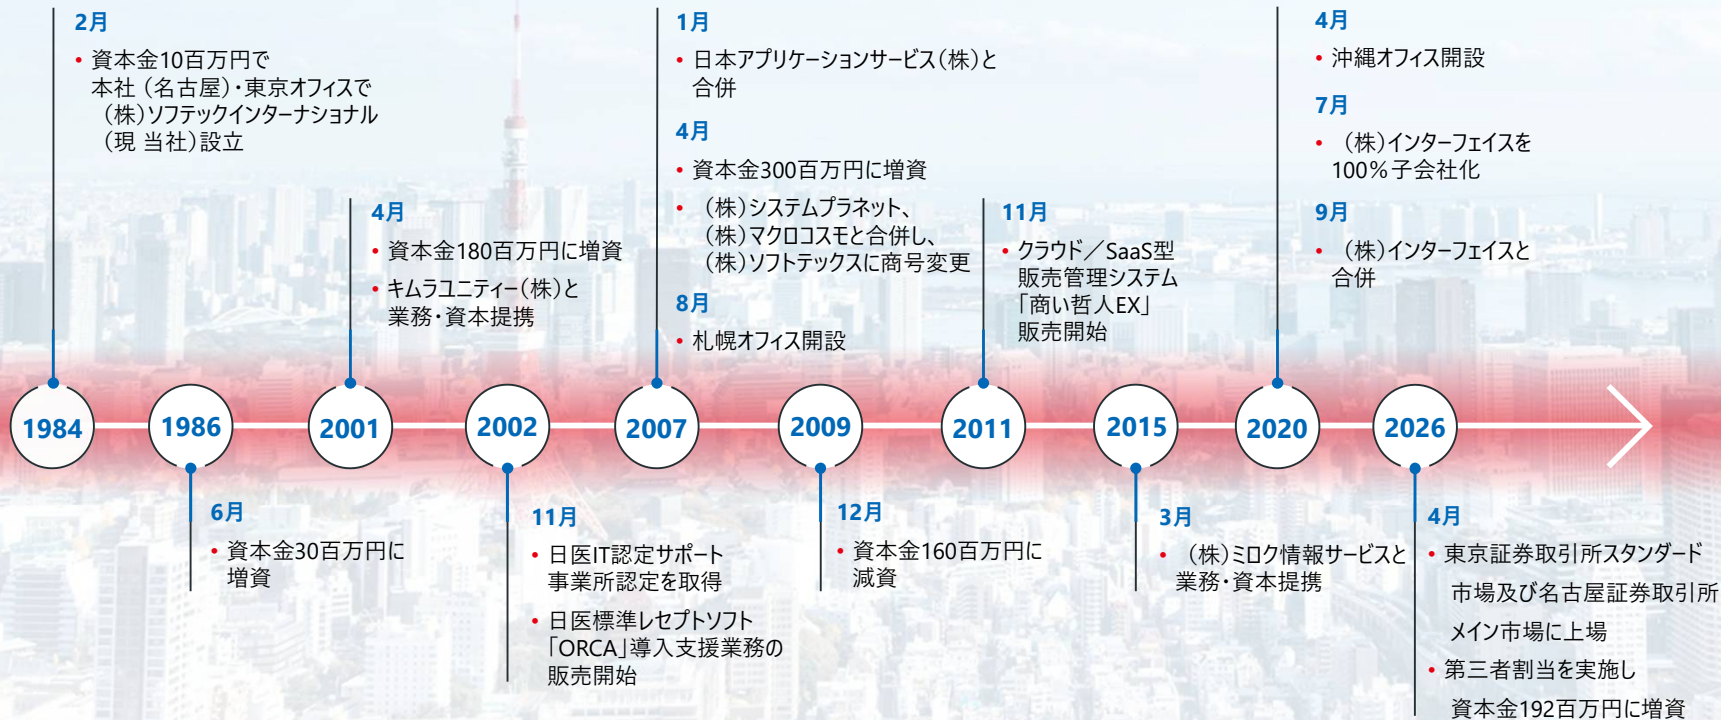 2月
• 資本金10百万円で
本社（名古屋）・東京オフィスで
（株）ソフテックインターナショナル
（現 当社）設立
4月
• 資本金180百万円に増資
• キムラユニティー（株）と
業務・資本提携
1月
• 日本アプリケーションサービス（株）と
合併
4月
• 資本金300百万円に増資
• （株）システムプラネット、
（株）マクロコスモと合併し、
（株）ソフトテックスに商号変更
8月
• 札幌オフィス開設
11月
• クラウド／SaaS型
販売管理システム
「商い哲人EX」
販売開始
4月
• 沖縄オフィス開設
7月
• （株）インターフェイスを
100％子会社化
9月
• （株）インターフェイスと
合併
1984
1986
2001
2002
2007
2009
2011
2015
2020
2026
6月
• 資本金30百万円に
増資
11月
• 日医IT認定サポート
事業所認定を取得
• 日医標準レセプトソフト
「ORCA」導入支援業務の
販売開始
12月
• 資本金160百万円に
減資
3月
• （株）ミロク情報サービスと
業務・資本提携
4月
• 東京証券取引所スタンダード
市場及び名古屋証券取引所
メイン市場に上場
• 第三者割当を実施し
資本金192百万円に増資